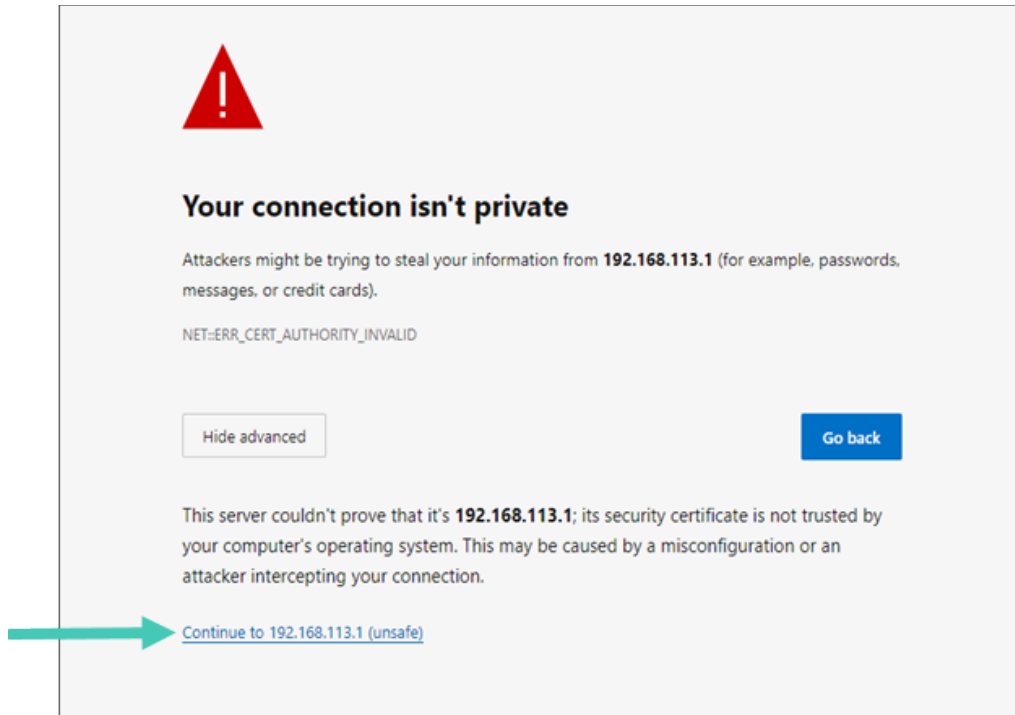 Your connection isn't private
Attackers might be trying to steal your information from 192.168.113.1 (for example, passwords,
messages, or credit cards).
NET::ERR_CERT_AUTHORITY_INVALID
Hide advanced
Go back
This server couldn't prove that it's 192.168.113.1; its security certificate is not trusted by
your computer's operating system. This may be caused by a misconfiguration or an
attacker intercepting your connection.
Continue to 192.168.113.1 (unsafe)